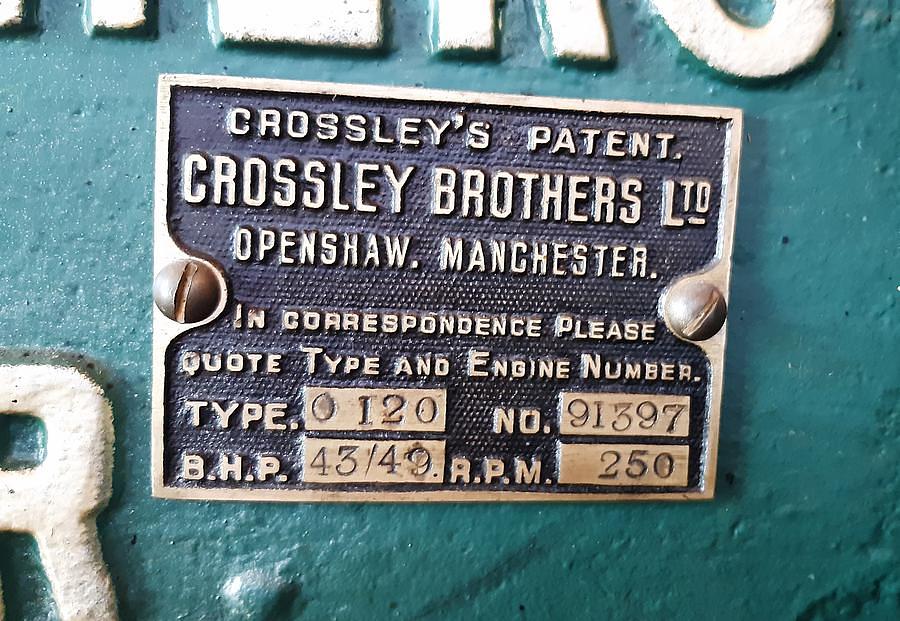 CROSSLEY'S PATENT.
CROSSLEY BROTHERS LTD
OPENSHAW. MANCHESTER.
IN CORRESPONDENCE PLEASE
QUOTE TYPE AND ENGINE NUMBER.
TYPE. O 120 NO. 91397
B.H.P. 43/49. R.P.M. 250
R